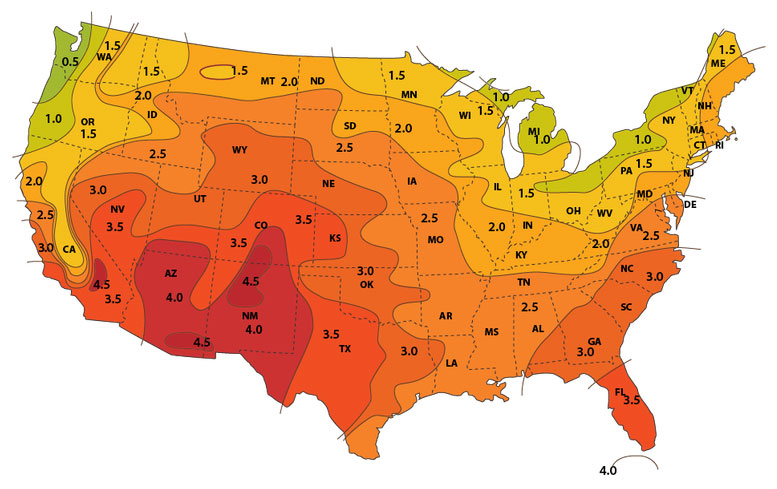 1.5
ME
1.5
WA
0.5
1.5
1.5
MT 2.0 ND
1.5
MN
VT
2.0
1.0
NH
ID
WI 1.5
1.0
OR
1.5
NY
SD
2.0
MI
1.0
MA
1.0
CT RI
WY
2.5
2.5
1.5
PA
NJ
2.0
3.0
3.0
NE
IA
IL
1.5
MD
UT
DE
NV
OH
WV
2.5
3.5
CO
3.5
2.5
2.0
IN
VA
2.5
3.0
CA
3.5
KS
MO
2.0
KY
AZ
3.0
NC
3.0
4.5
4.5
OK
TN
3.5
4.0
2.5
SC
NM
4.0
AR
MS
AL
4.5
3.5
TX
3.0
GA
3.0
LA
FL
3.5
4.0